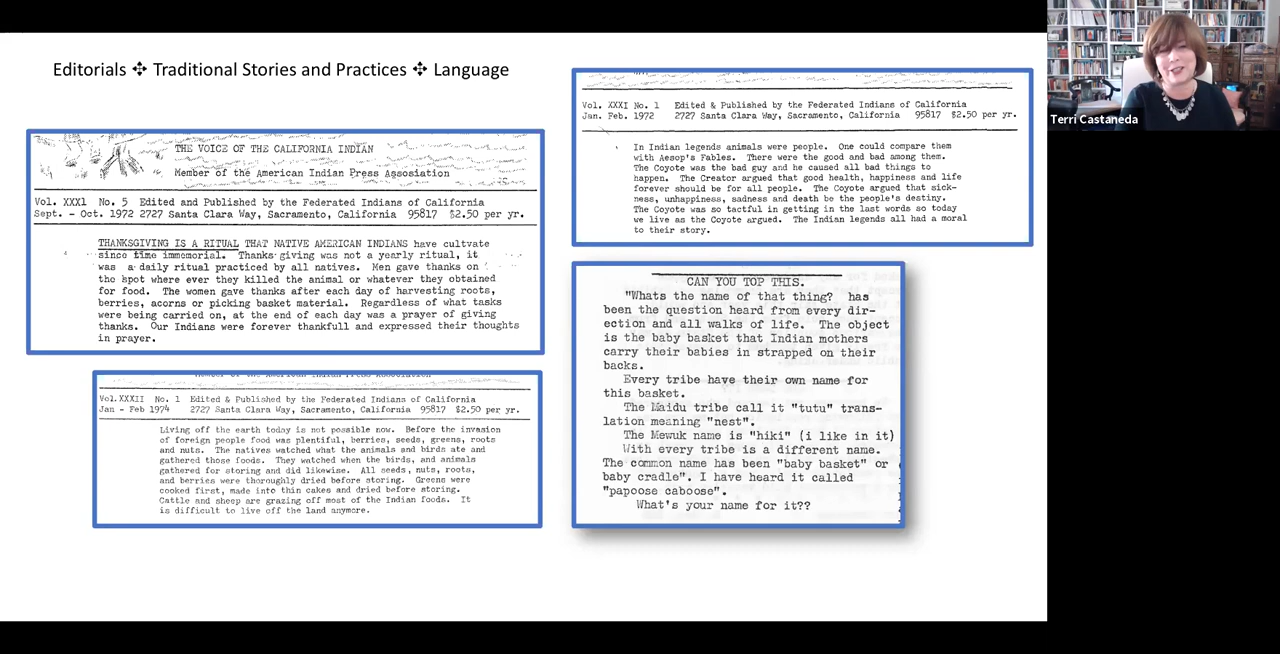 Editorials ✣ Traditional Stories and Practices ✣ Language
THE VOICE OF THE CALIFORNIA INDIAN
Member of the American Indian Press Association
Vol. XXXl No. 5 Edited and Published by the Federated Indians of California
Sept. - Oct. 1972 2727 Santa Clara Way, Sacramento, California 95817 $2.50 per yr.
THANKSGIVING IS A RITUAL THAT NATIVE AMERICAN INDIANS have cultivate
since time immemorial. Thanks giving was not a yearly ritual, it
was a daily ritual practiced by all natives. Men gave thanks on
the spot where ever they killed the animal or whatever they obtained
for food. The women gave thanks after each day of harvesting roots,
berries, acorns or picking basket material. Regardless of what tasks
were being carried on, at the end of each day was a prayer of giving
thanks. Our Indians were forever thankfull and expressed their thoughts
in prayer.
Member of the American Indian Press Association
Vol.XXXII No. 1 Edited & Published by the Federated Indians of California
Jan - Feb 1974 2727 Santa Clara Way, Sacramento, California 95817 $2.50 per yr.
Living off the earth today is not possible now. Before the invasion
of foreign people food was plentiful, berries, seeds, greens, roots
and nuts. The natives watched what the animals and birds ate and
gathered those foods. They watched when the birds, and animals
gathered for storing and did likewise. All seeds, nuts, roots,
and berries were thoroughly dried before storing. Greens were
cooked first, made into thin cakes and dried before storing.
Cattle and sheep are grazing off most of the Indian foods. It
is difficult to live off the land anymore.
Vol. XXXI No. 1 Edited & Published by the Federated Indians of California
Jan. Feb. 1972 2727 Santa Clara Way, Sacramento, California 95817 $2.50 per yr.
In Indian legends animals were people. One could compare them
with Aesop's Fables. There were the good and bad among them.
The Coyote was the bad guy and he caused all bad things to
happen. The Creator argued that good health, happiness and life
forever should be for all people. The Coyote argued that sick-
ness, unhappiness, sadness and death be the people's destiny.
The Coyote was so tactful in getting in the last words so today
we live as the Coyote argued. The Indian legends all had a moral
to their story.
CAN YOU TOP THIS.
"Whats the name of that thing? has
been the question heard from every dir-
ection and all walks of life. The object
is the baby basket that Indian mothers
carry their babies in strapped on their
backs.
Every tribe have their own name for
this basket.
The Maidu tribe call it "tutu" trans-
lation meaning "nest".
The Mewuk name is "hiki" (i like in it)
With every tribe is a different name.
The common name has been "baby basket" or
baby cradle". I have heard it called
"papoose caboose".
What's your name for it??
Terri Castaneda